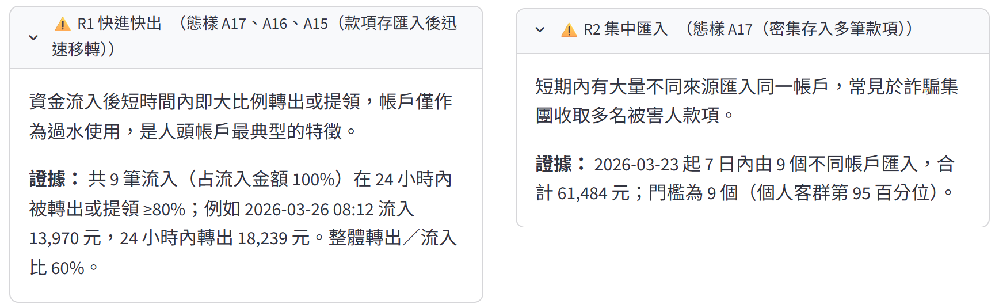 ⚠️ R1 快進快出 （態樣 A17、A16、A15（款項存匯入後迅
速移轉））
資金流入後短時間內即大比例轉出或提領，帳戶僅作
為過水使用，是人頭帳戶最典型的特徵。
證據： 共 9 筆流入（占流入金額 100%）在 24 小時內
被轉出或提領 ≥80%；例如 2026-03-26 08:12 流入
13,970 元，24 小時內轉出 18,239 元。整體轉出／流入
比 60%。
⚠️ R2 集中匯入 （態樣 A17（密集存入多筆款項））
短期內有大量不同來源匯入同一帳戶，常見於詐騙集
團收取多名被害人款項。
證據： 2026-03-23 起 7 日內由 9 個不同帳戶匯入，合
計 61,484 元；門檻為 9 個（個人客群第 95 百分位）。